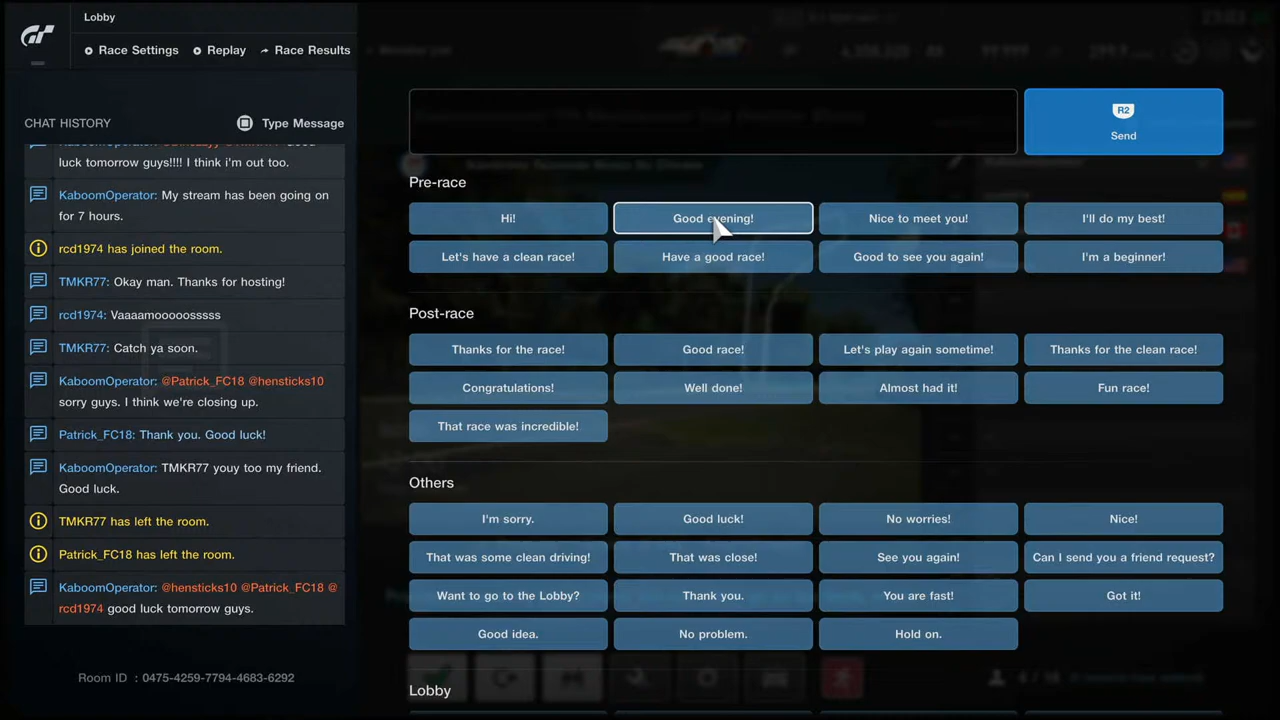 Lobby
Race Settings
Replay
Race Results
CHAT HISTORY
Type Message
luck tomorrow guys!!!! I think i'm out too.
KaboomOperator: My stream has been going on
for 7 hours.
rcd1974 has joined the room.
TMKR77: Okay man. Thanks for hosting!
rcd1974: Vaaaamooooosssss
TMKR77: Catch ya soon.
KaboomOperator: @Patrick_FC18 @hensticks10
sorry guys. I think we're closing up.
Patrick_FC18: Thank you. Good luck!
KaboomOperator: TMKR77 youy too my friend.
Good luck.
TMKR77 has left the room.
Patrick_FC18 has left the room.
KaboomOperator: @hensticks10 @Patrick_FC18 @
rcd1974 good luck tomorrow guys.
Room ID : 0475-4259-7794-4683-6292
R2
Send
Pre-race
Hi!
Good evening!
Nice to meet you!
I'll do my best!
Let's have a clean race!
Have a good race!
Good to see you again!
I'm a beginner!
Post-race
Thanks for the race!
Good race!
Let's play again sometime!
Thanks for the clean race!
Congratulations!
Well done!
Almost had it!
Fun race!
That race was incredible!
Others
I'm sorry.
Good luck!
No worries!
Nice!
That was some clean driving!
That was close!
See you again!
Can I send you a friend request?
Want to go to the Lobby?
Thank you.
You are fast!
Got it!
Good idea.
No problem.
Hold on.
Lobby